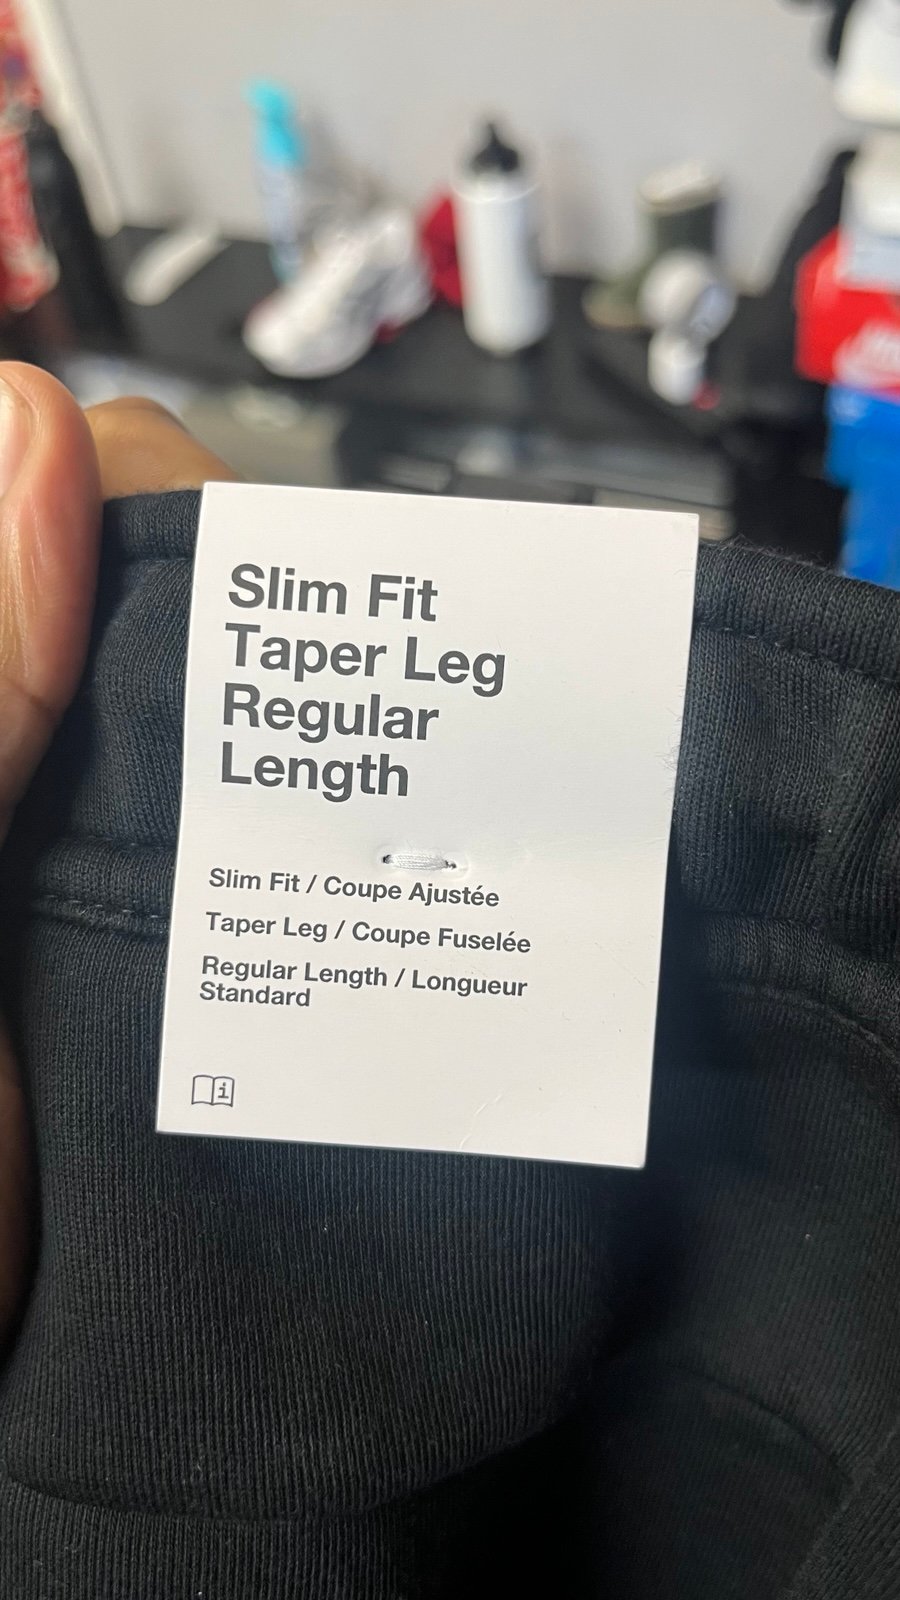 Slim Fit
Taper Leg
Regular
Length
Slim Fit / Coupe Ajustée
Taper Leg / Coupe Fuselée
Regular Length / Longueur
Standard
i